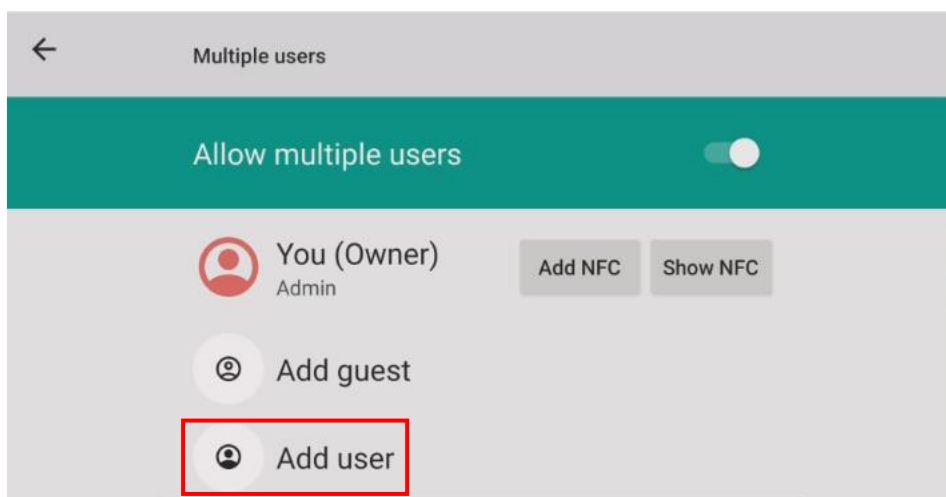 Multiple users
Allow multiple users
You (Owner)
Admin
Add NFC
Show NFC
Add guest
Add user